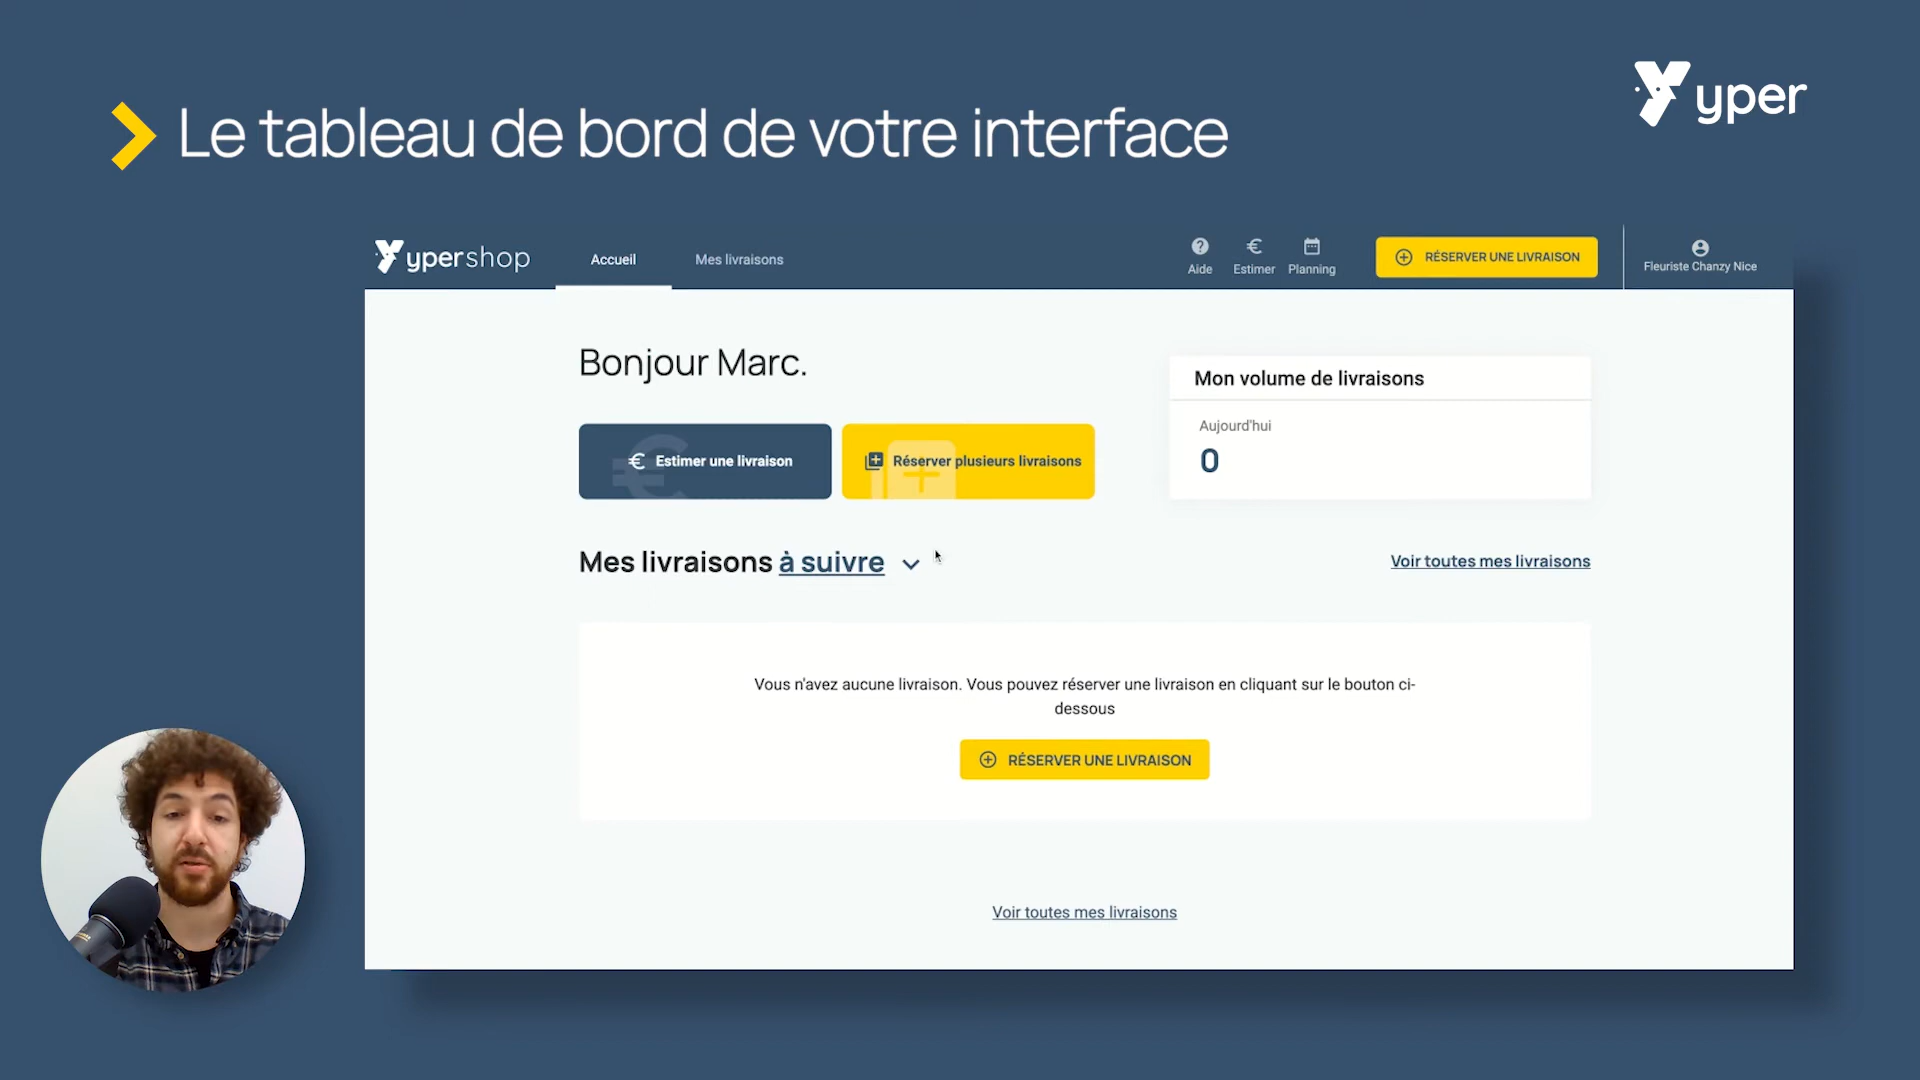 Le tableau de bord de votre interface
yper
ypershop
Accueil
Mes livraisons
Aide
Estimer
Planning
RÉSERVER UNE LIVRAISON
Fleuriste Chanzy Nice
Bonjour Marc.
Estimer une livraison
Réserver plusieurs livraisons
Mon volume de livraisons
Aujourd'hui
0
Mes livraisons à suivre
Voir toutes mes livraisons
Vous n'avez aucune livraison. Vous pouvez réserver une livraison en cliquant sur le bouton ci-
dessous
RÉSERVER UNE LIVRAISON
Voir toutes mes livraisons